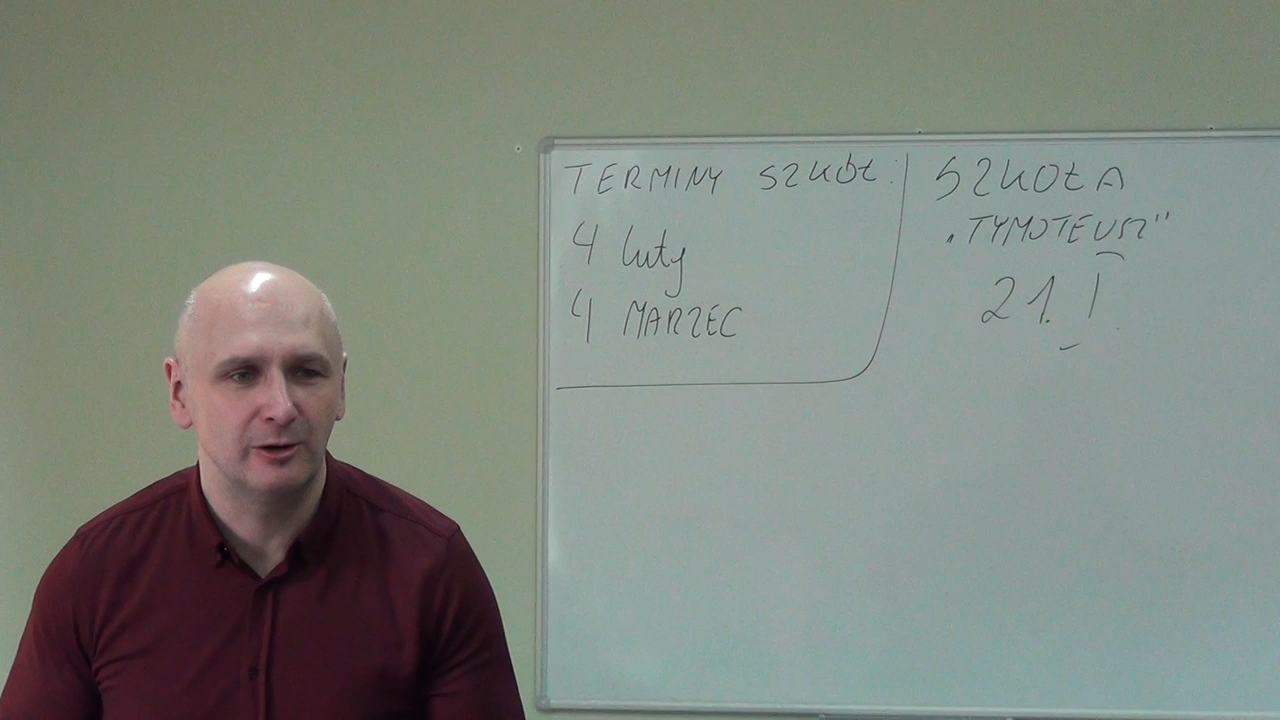 TERMINY SZKÓŁ:
4 luty
4 MARZEC
SZKOŁA
„TYMOTEUSZ"
21. I